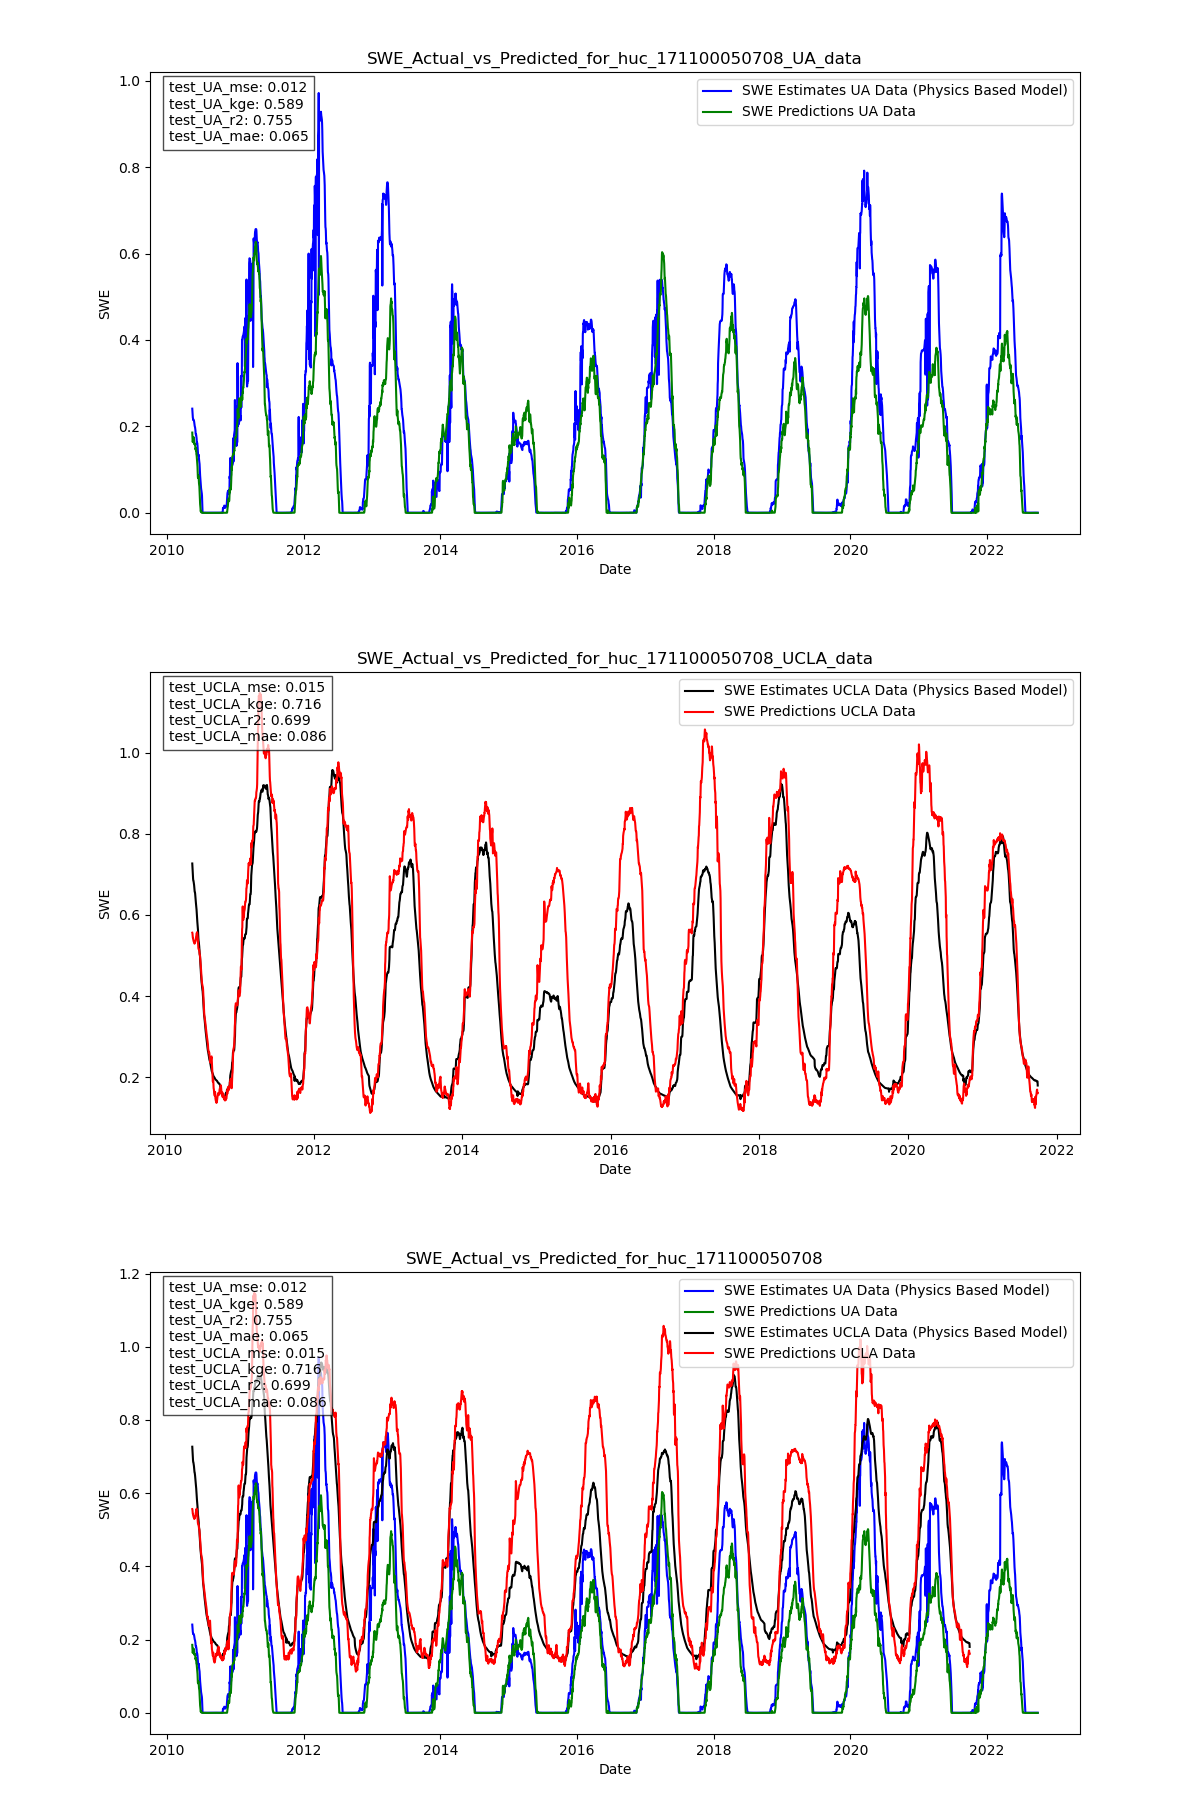 SWE_Actual_vs_Predicted_for_huc_171100050708_UA_data
test_UA_mse: 0.012
test_UA_kge: 0.589
test_UA_r2: 0.755
test_UA_mae: 0.065
SWE Estimates UA Data (Physics Based Model)
SWE Predictions UA Data
1.0
0.8
0.6
0.4
0.2
0.0
SWE
2010 2012 2014 2016 2018 2020 2022
Date
SWE_Actual_vs_Predicted_for_huc_171100050708_UCLA_data
test_UCLA_mse: 0.015
test_UCLA_kge: 0.716
test_UCLA_r2: 0.699
test_UCLA_mae: 0.086
SWE Estimates UCLA Data (Physics Based Model)
SWE Predictions UCLA Data
1.0
0.8
0.6
0.4
0.2
SWE
2010 2012 2014 2016 2018 2020 2022
Date
SWE_Actual_vs_Predicted_for_huc_171100050708
test_UA_mse: 0.012
test_UA_kge: 0.589
test_UA_r2: 0.755
test_UA_mae: 0.065
test_UCLA_mse: 0.015
test_UCLA_kge: 0.716
test_UCLA_r2: 0.699
test_UCLA_mae: 0.086
SWE Estimates UA Data (Physics Based Model)
SWE Predictions UA Data
SWE Estimates UCLA Data (Physics Based Model)
SWE Predictions UCLA Data
1.2
1.0
0.8
0.6
0.4
0.2
0.0
SWE
2010 2012 2014 2016 2018 2020 2022
Date